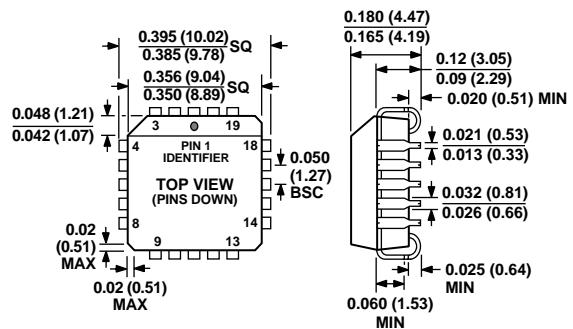 0.395 (10.02)
0.385 (9.78)
SQ
0.356 (9.04)
0.350 (8.89)
SQ
0.048 (1.21)
0.042 (1.07)
3
19
4
PIN 1
IDENTIFIER
18
TOP VIEW
(PINS DOWN)
0.050
(1.27)
BSC
8
14
9
13
0.02
(0.51)
MAX
0.02 (0.51)
MAX
0.180 (4.47)
0.165 (4.19)
0.12 (3.05)
0.09 (2.29)
0.020 (0.51) MIN
0.021 (0.53)
0.013 (0.33)
0.032 (0.81)
0.026 (0.66)
0.025 (0.64)
MIN
0.060 (1.53)
MIN